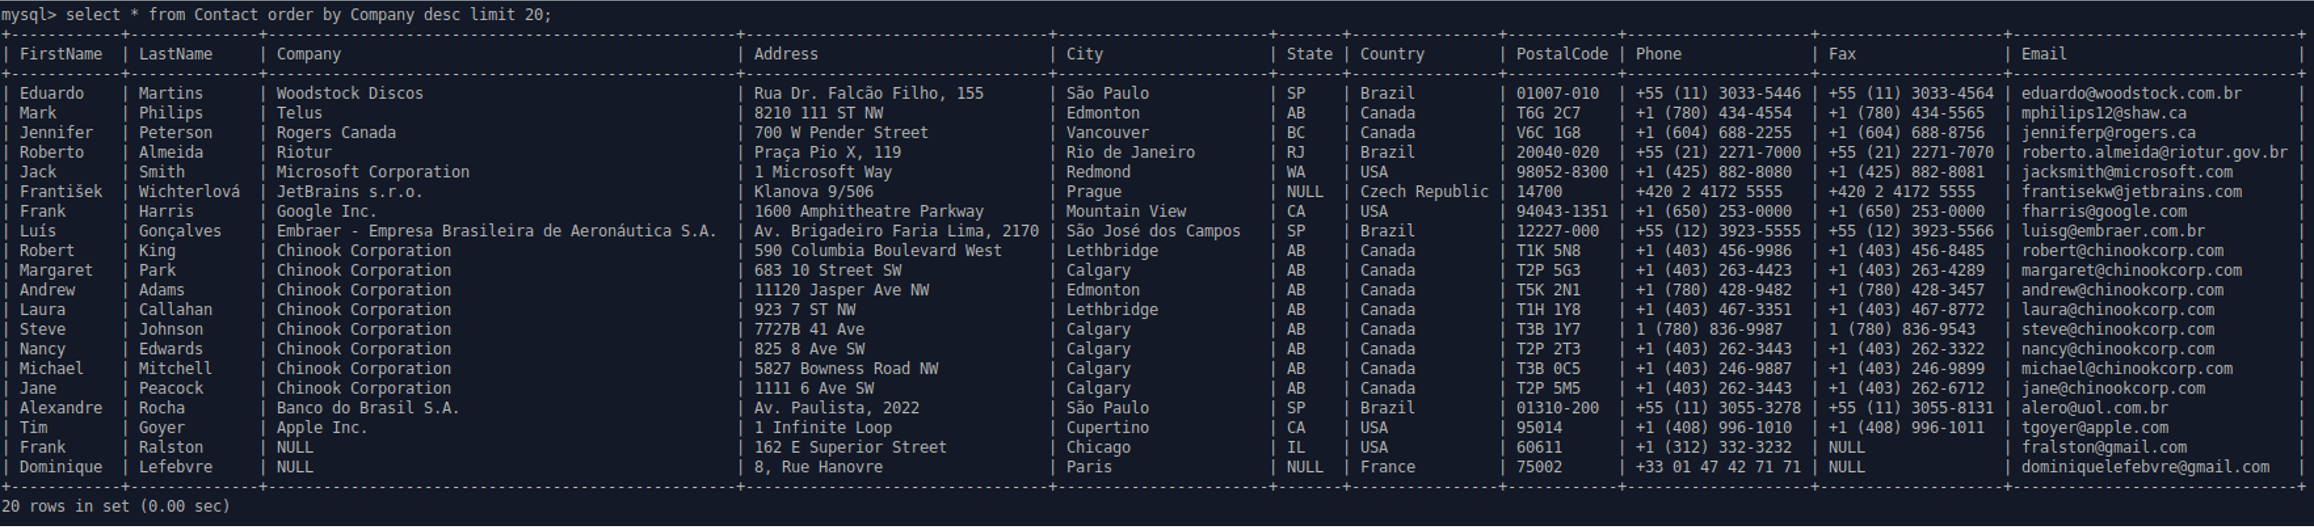 mysql> select * from Contact order by Company desc limit 20;
| FirstName | LastName | Company | Address | City | State | Country | PostalCode | Phone | Fax | Email |
| Eduardo | Martins | Woodstock Discos | Rua Dr. Falcão Filho, 155 | São Paulo | SP | Brazil | 01007-010 | +55 (11) 3033-5446 | +55 (11) 3033-4564 | eduardo@woodstock.com.br |
| Mark | Philips | Telus | 8210 111 ST NW | Edmonton | AB | Canada | T6G 2C7 | +1 (780) 434-4554 | +1 (780) 434-5565 | mphilips12@shaw.ca |
| Jennifer | Peterson | Rogers Canada | 700 W Pender Street | Vancouver | BC | Canada | V6C 1G8 | +1 (604) 688-2255 | +1 (604) 688-8756 | jenniferp@rogers.ca |
| Roberto | Almeida | Riotur | Praça Pio X, 119 | Rio de Janeiro | RJ | Brazil | 20040-020 | +55 (21) 2271-7000 | +55 (21) 2271-7070 | roberto.almeida@riotur.gov.br |
| Jack | Smith | Microsoft Corporation | 1 Microsoft Way | Redmond | WA | USA | 98052-8300 | +1 (425) 882-8080 | +1 (425) 882-8081 | jacksmith@microsoft.com |
| František | Wichterlová | JetBrains s.r.o. | Klanova 9/506 | Prague | NULL | Czech Republic | 14700 | +420 2 4172 5555 | +420 2 4172 5555 | frantisekw@jetbrains.com |
| Frank | Harris | Google Inc. | 1600 Amphitheatre Parkway | Mountain View | CA | USA | 94043-1351 | +1 (650) 253-0000 | +1 (650) 253-0000 | fharris@google.com |
| Luís | Gonçalves | Embraer - Empresa Brasileira de Aeronáutica S.A. | Av. Brigadeiro Faria Lima, 2170 | São José dos Campos | SP | Brazil | 12227-000 | +55 (12) 3923-5555 | +55 (12) 3923-5566 | luisg@embraer.com.br |
| Robert | King | Chinook Corporation | 590 Columbia Boulevard West | Lethbridge | AB | Canada | T1K 5N8 | +1 (403) 456-9986 | +1 (403) 456-8485 | robert@chinookcorp.com |
| Margaret | Park | Chinook Corporation | 683 10 Street SW | Calgary | AB | Canada | T2P 5G3 | +1 (403) 263-4423 | +1 (403) 263-4289 | margaret@chinookcorp.com |
| Andrew | Adams | Chinook Corporation | 11120 Jasper Ave NW | Edmonton | AB | Canada | T5K 2N1 | +1 (780) 428-9482 | +1 (780) 428-3457 | andrew@chinookcorp.com |
| Laura | Callahan | Chinook Corporation | 923 7 ST NW | Lethbridge | AB | Canada | T1H 1Y8 | +1 (403) 467-3351 | +1 (403) 467-8772 | laura@chinookcorp.com |
| Steve | Johnson | Chinook Corporation | 7727B 41 Ave | Calgary | AB | Canada | T3B 1Y7 | 1 (780) 836-9987 | 1 (780) 836-9543 | steve@chinookcorp.com |
| Nancy | Edwards | Chinook Corporation | 825 8 Ave SW | Calgary | AB | Canada | T2P 2T3 | +1 (403) 262-3443 | +1 (403) 262-3322 | nancy@chinookcorp.com |
| Michael | Mitchell | Chinook Corporation | 5827 Bowness Road NW | Calgary | AB | Canada | T3B 0C5 | +1 (403) 246-9887 | +1 (403) 246-9899 | michael@chinookcorp.com |
| Jane | Peacock | Chinook Corporation | 1111 6 Ave SW | Calgary | AB | Canada | T2P 5M5 | +1 (403) 262-3443 | +1 (403) 262-6712 | jane@chinookcorp.com |
| Alexandre | Rocha | Banco do Brasil S.A. | Av. Paulista, 2022 | São Paulo | SP | Brazil | 01310-200 | +55 (11) 3055-3278 | +55 (11) 3055-8131 | alero@uol.com.br |
| Tim | Goyer | Apple Inc. | 1 Infinite Loop | Cupertino | CA | USA | 95014 | +1 (408) 996-1010 | +1 (408) 996-1011 | tgoyer@apple.com |
| Frank | Ralston | NULL | 162 E Superior Street | Chicago | IL | USA | 60611 | +1 (312) 332-3232 | NULL | fralston@gmail.com |
| Dominique | Lefebvre | NULL | 8, Rue Hanovre | Paris | NULL | France | 75002 | +33 01 47 42 71 71 | NULL | dominiquelefebvre@gmail.com |
20 rows in set (0.00 sec)